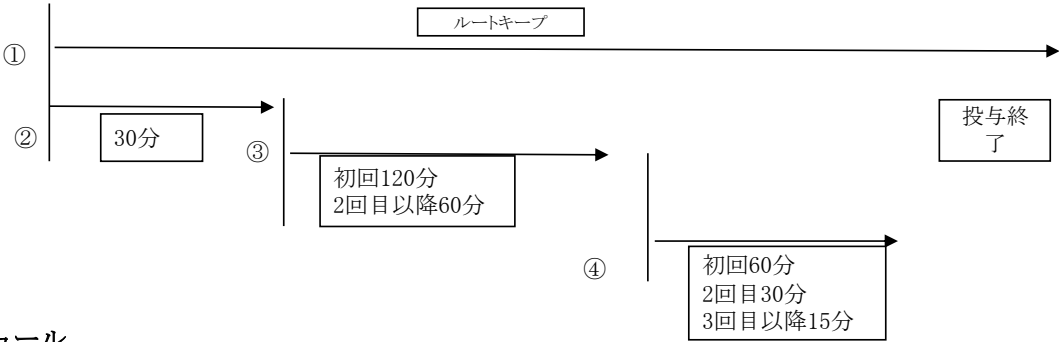 ルートキープ
①
②
30分
③
初回120分
2回目以降60分
投与終
了
④
初回60分
2回目30分
3回目以降15分